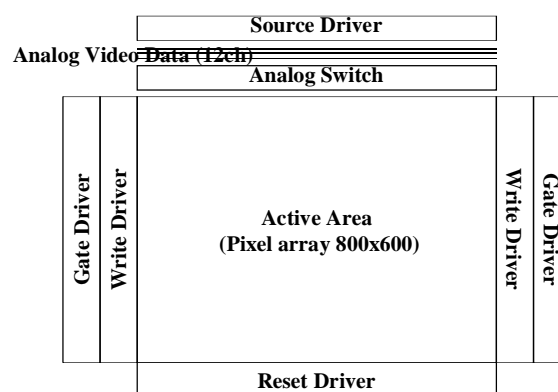 Source Driver
Analog Video Data (12ch)
Analog Switch
Gate Driver
Write Driver
Active Area
(Pixel array 800x600)
Write Driver
Gate Driver
Reset Driver